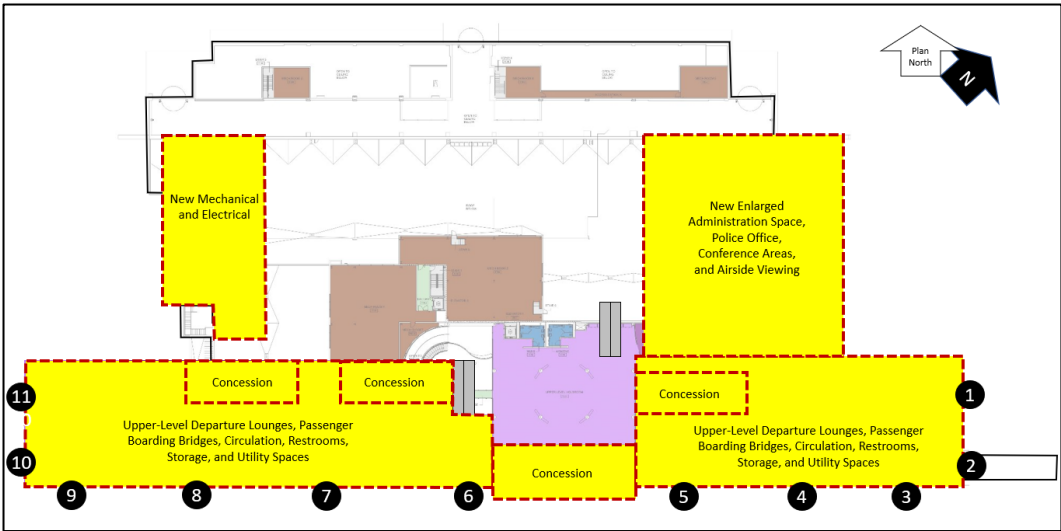 Plan
North
N
New Mechanical
and Electrical
New Enlarged
Administration Space,
Police Office,
Conference Areas,
and Airside Viewing
Concession
Concession
Concession
11
1
Upper-Level Departure Lounges, Passenger
Boarding Bridges, Circulation, Restrooms,
Storage, and Utility Spaces
Upper-Level Departure Lounges, Passenger
Boarding Bridges, Circulation, Restrooms,
Storage, and Utility Spaces
10
Concession
2
9
8
7
6
5
4
3